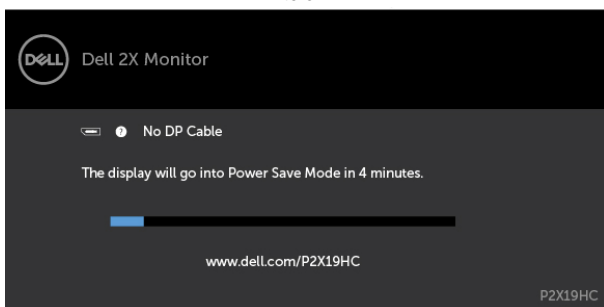 DELL
Dell 2X Monitor
? No DP Cable
The display will go into Power Save Mode in 4 minutes.
www.dell.com/P2X19HC
P2X19HC